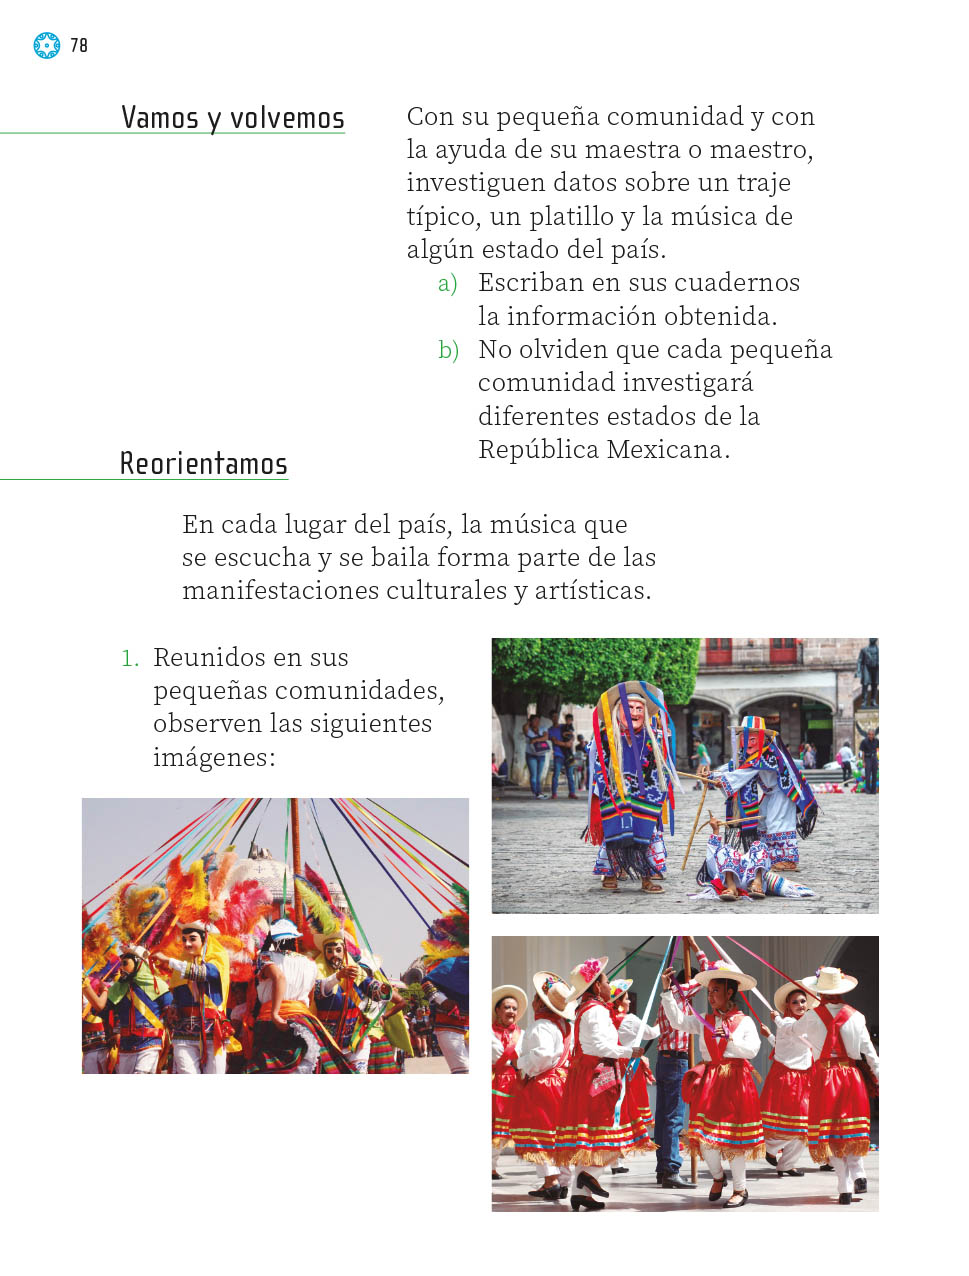 78
Vamos y volvemos
Con su pequeña comunidad y con
la ayuda de su maestra o maestro,
investiguen datos sobre un traje
típico, un platillo y la música de
algún estado del país.
a) Escriban en sus cuadernos
la información obtenida.
b) No olviden que cada pequeña
comunidad investigará
diferentes estados de la
República Mexicana.
Reorientamos
En cada lugar del país, la música que
se escucha y se baila forma parte de las
manifestaciones culturales y artísticas.
1. Reunidos en sus
pequeñas comunidades,
observen las siguientes
imágenes: